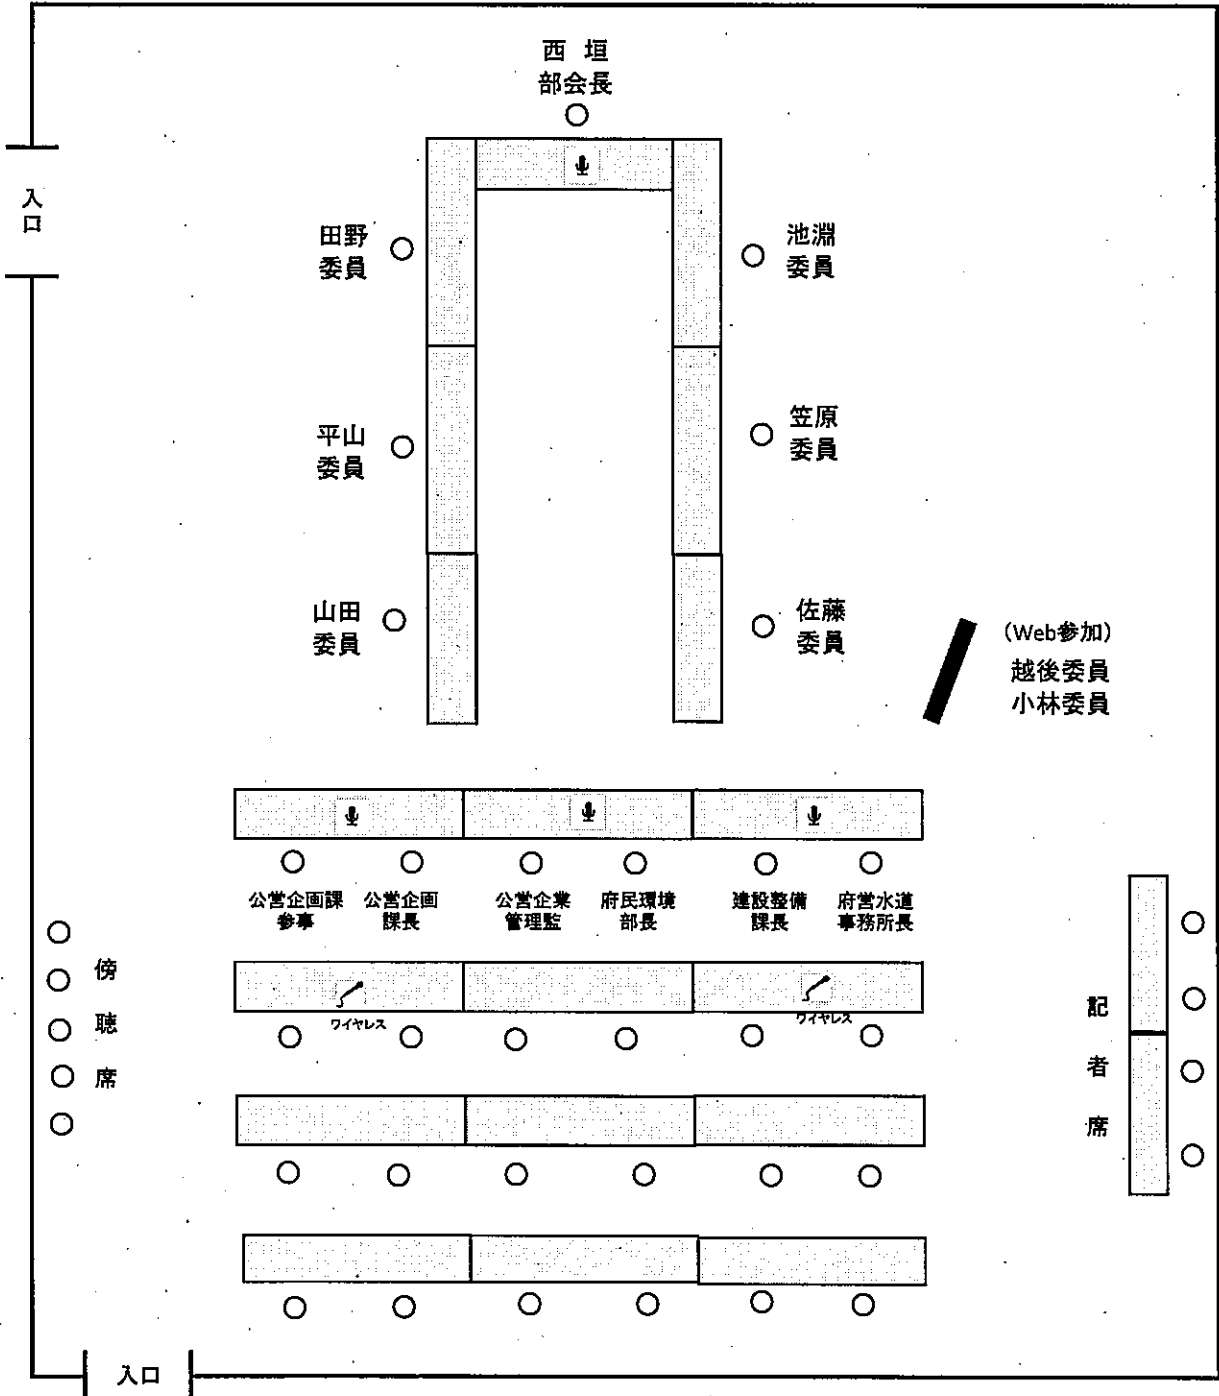 西 垣
部会長
入口
田野
委員
池淵
委員
平山
委員
笠原
委員
山田
委員
佐藤
委員
（Web参加）
越後委員
小林委員
公営企画課
参事
公営企画
課長
公営企業
管理監
府民環境
部長
建設整備
課長
府営水道
事務所長
傍聴席
ワイヤレス
ワイヤレス
記者席
入口